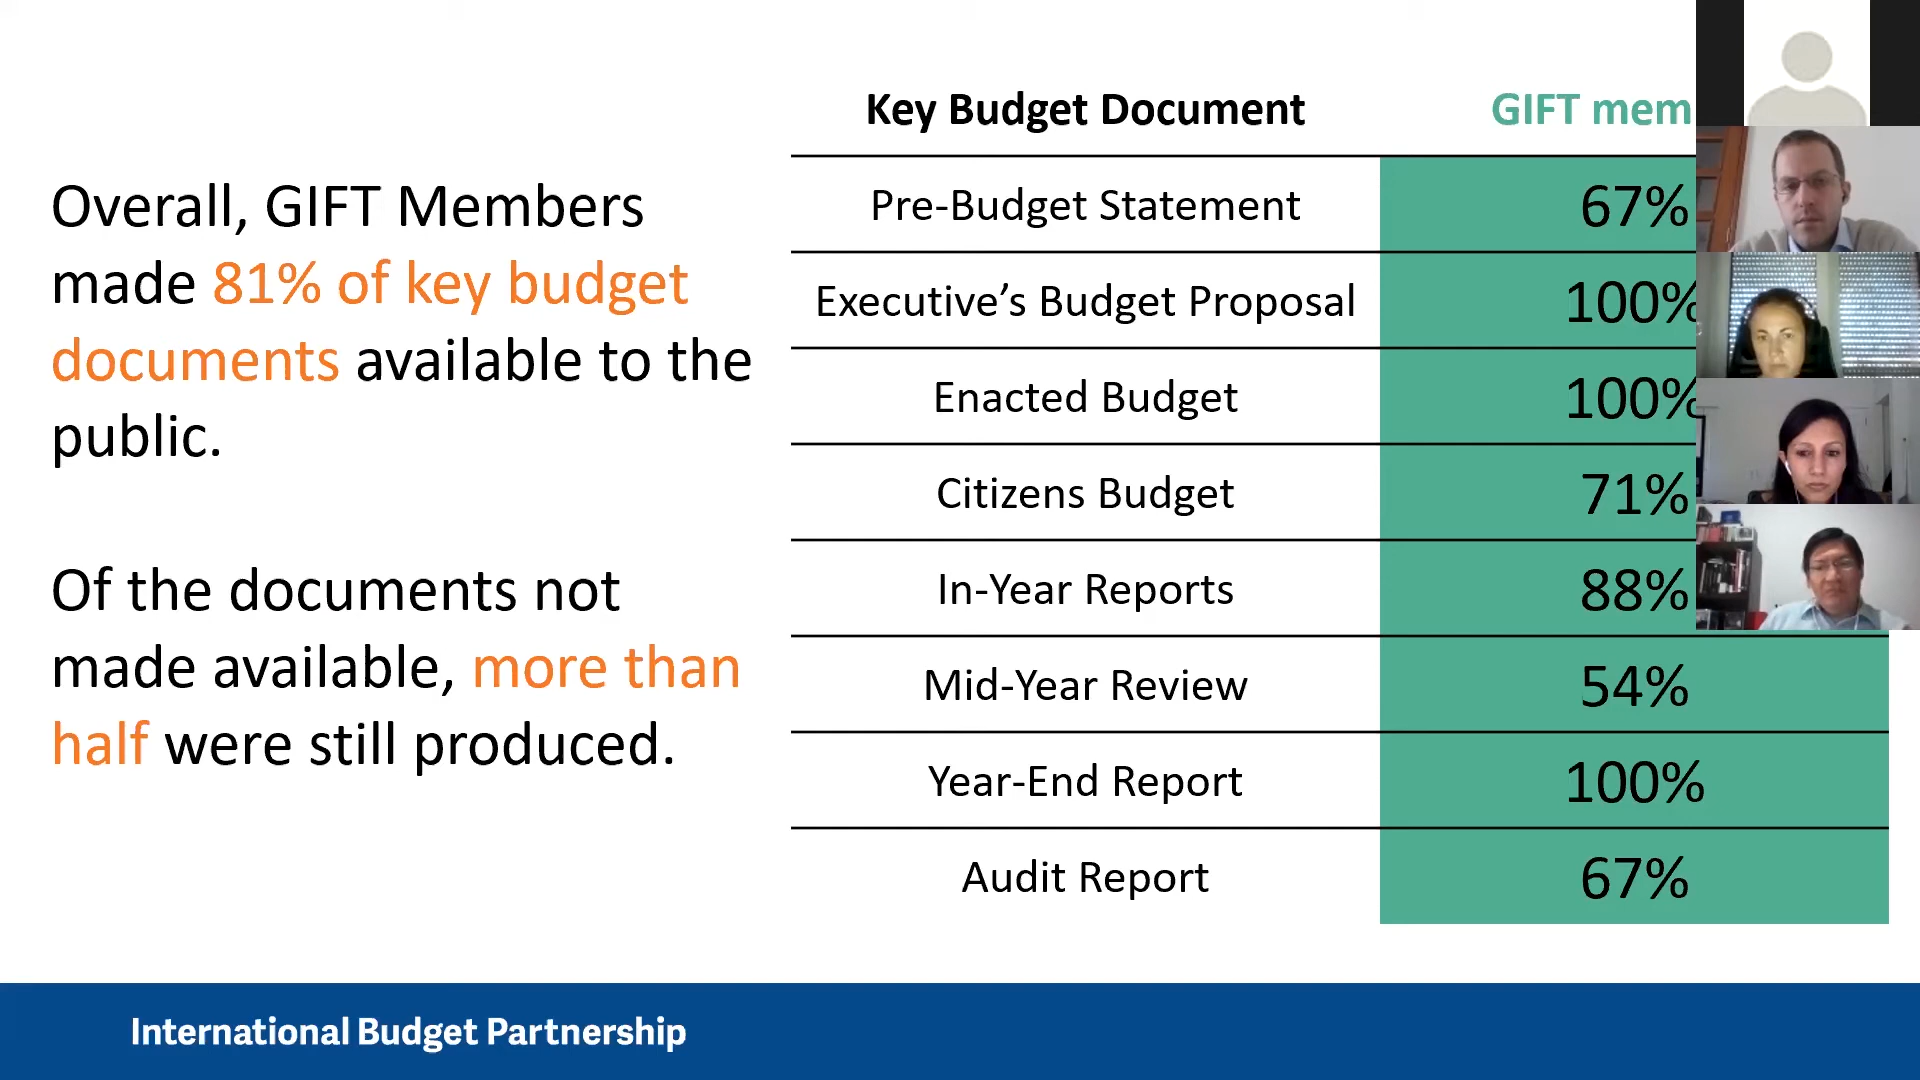 Overall, GIFT Members
made 81% of key budget
documents available to the
public.
Of the documents not
made available, more than
half were still produced.
Key Budget Document GIFT mem
Pre-Budget Statement 67%
Executive’s Budget Proposal 100%
Enacted Budget 100%
Citizens Budget 71%
In-Year Reports 88%
Mid-Year Review 54%
Year-End Report 100%
Audit Report 67%
International Budget Partnership